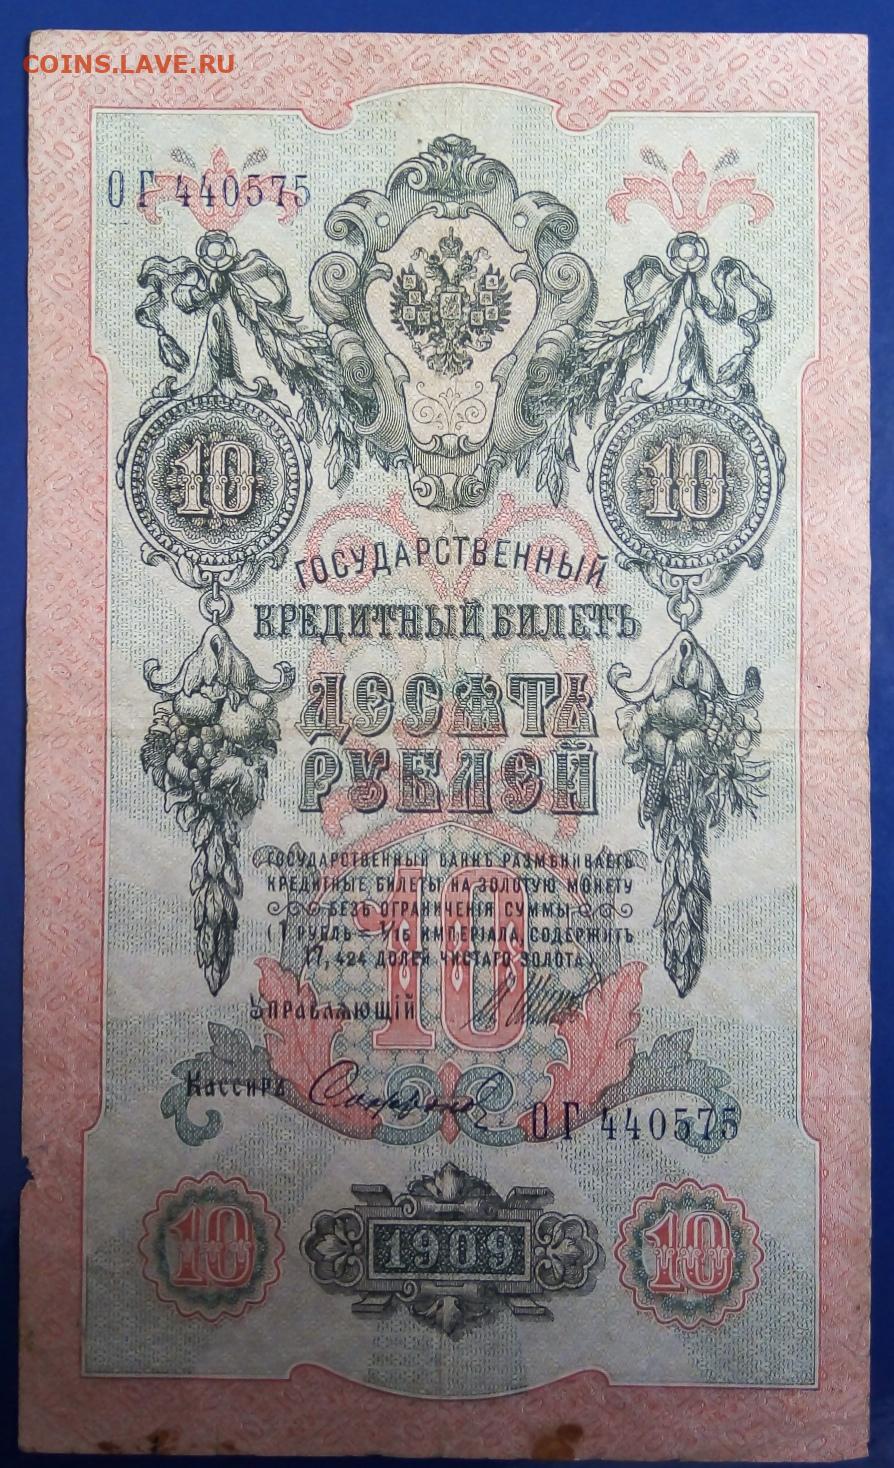 COINS.LAVE.RU
ОГ 440575
10 10
ГОСУДАРСТВЕННЫЙ
КРЕДИТНЫЙ БИЛЕТЪ
ДЕСЯТЬ
РУБЛЕЙ
ГОСУДАРСТВЕННЫЙ БАНКЪ РАЗМѢНИВАЕТЪ
КРЕДИТНЫЕ БИЛЕТЫ НА ЗОЛОТУЮ МОНЕТУ
БЕЗЪ ОГРАНИЧЕНІЯ СУММЫ
(1 РУБЛЬ = 1/15 ИМПЕРІАЛА, СОДЕРЖИТЪ
17,424 ДОЛЕЙ ЧИСТАГО ЗОЛОТА)
10
УПРАВЛЯЮЩІЙ
Кассиръ
ОГ 440575
10 1909 10